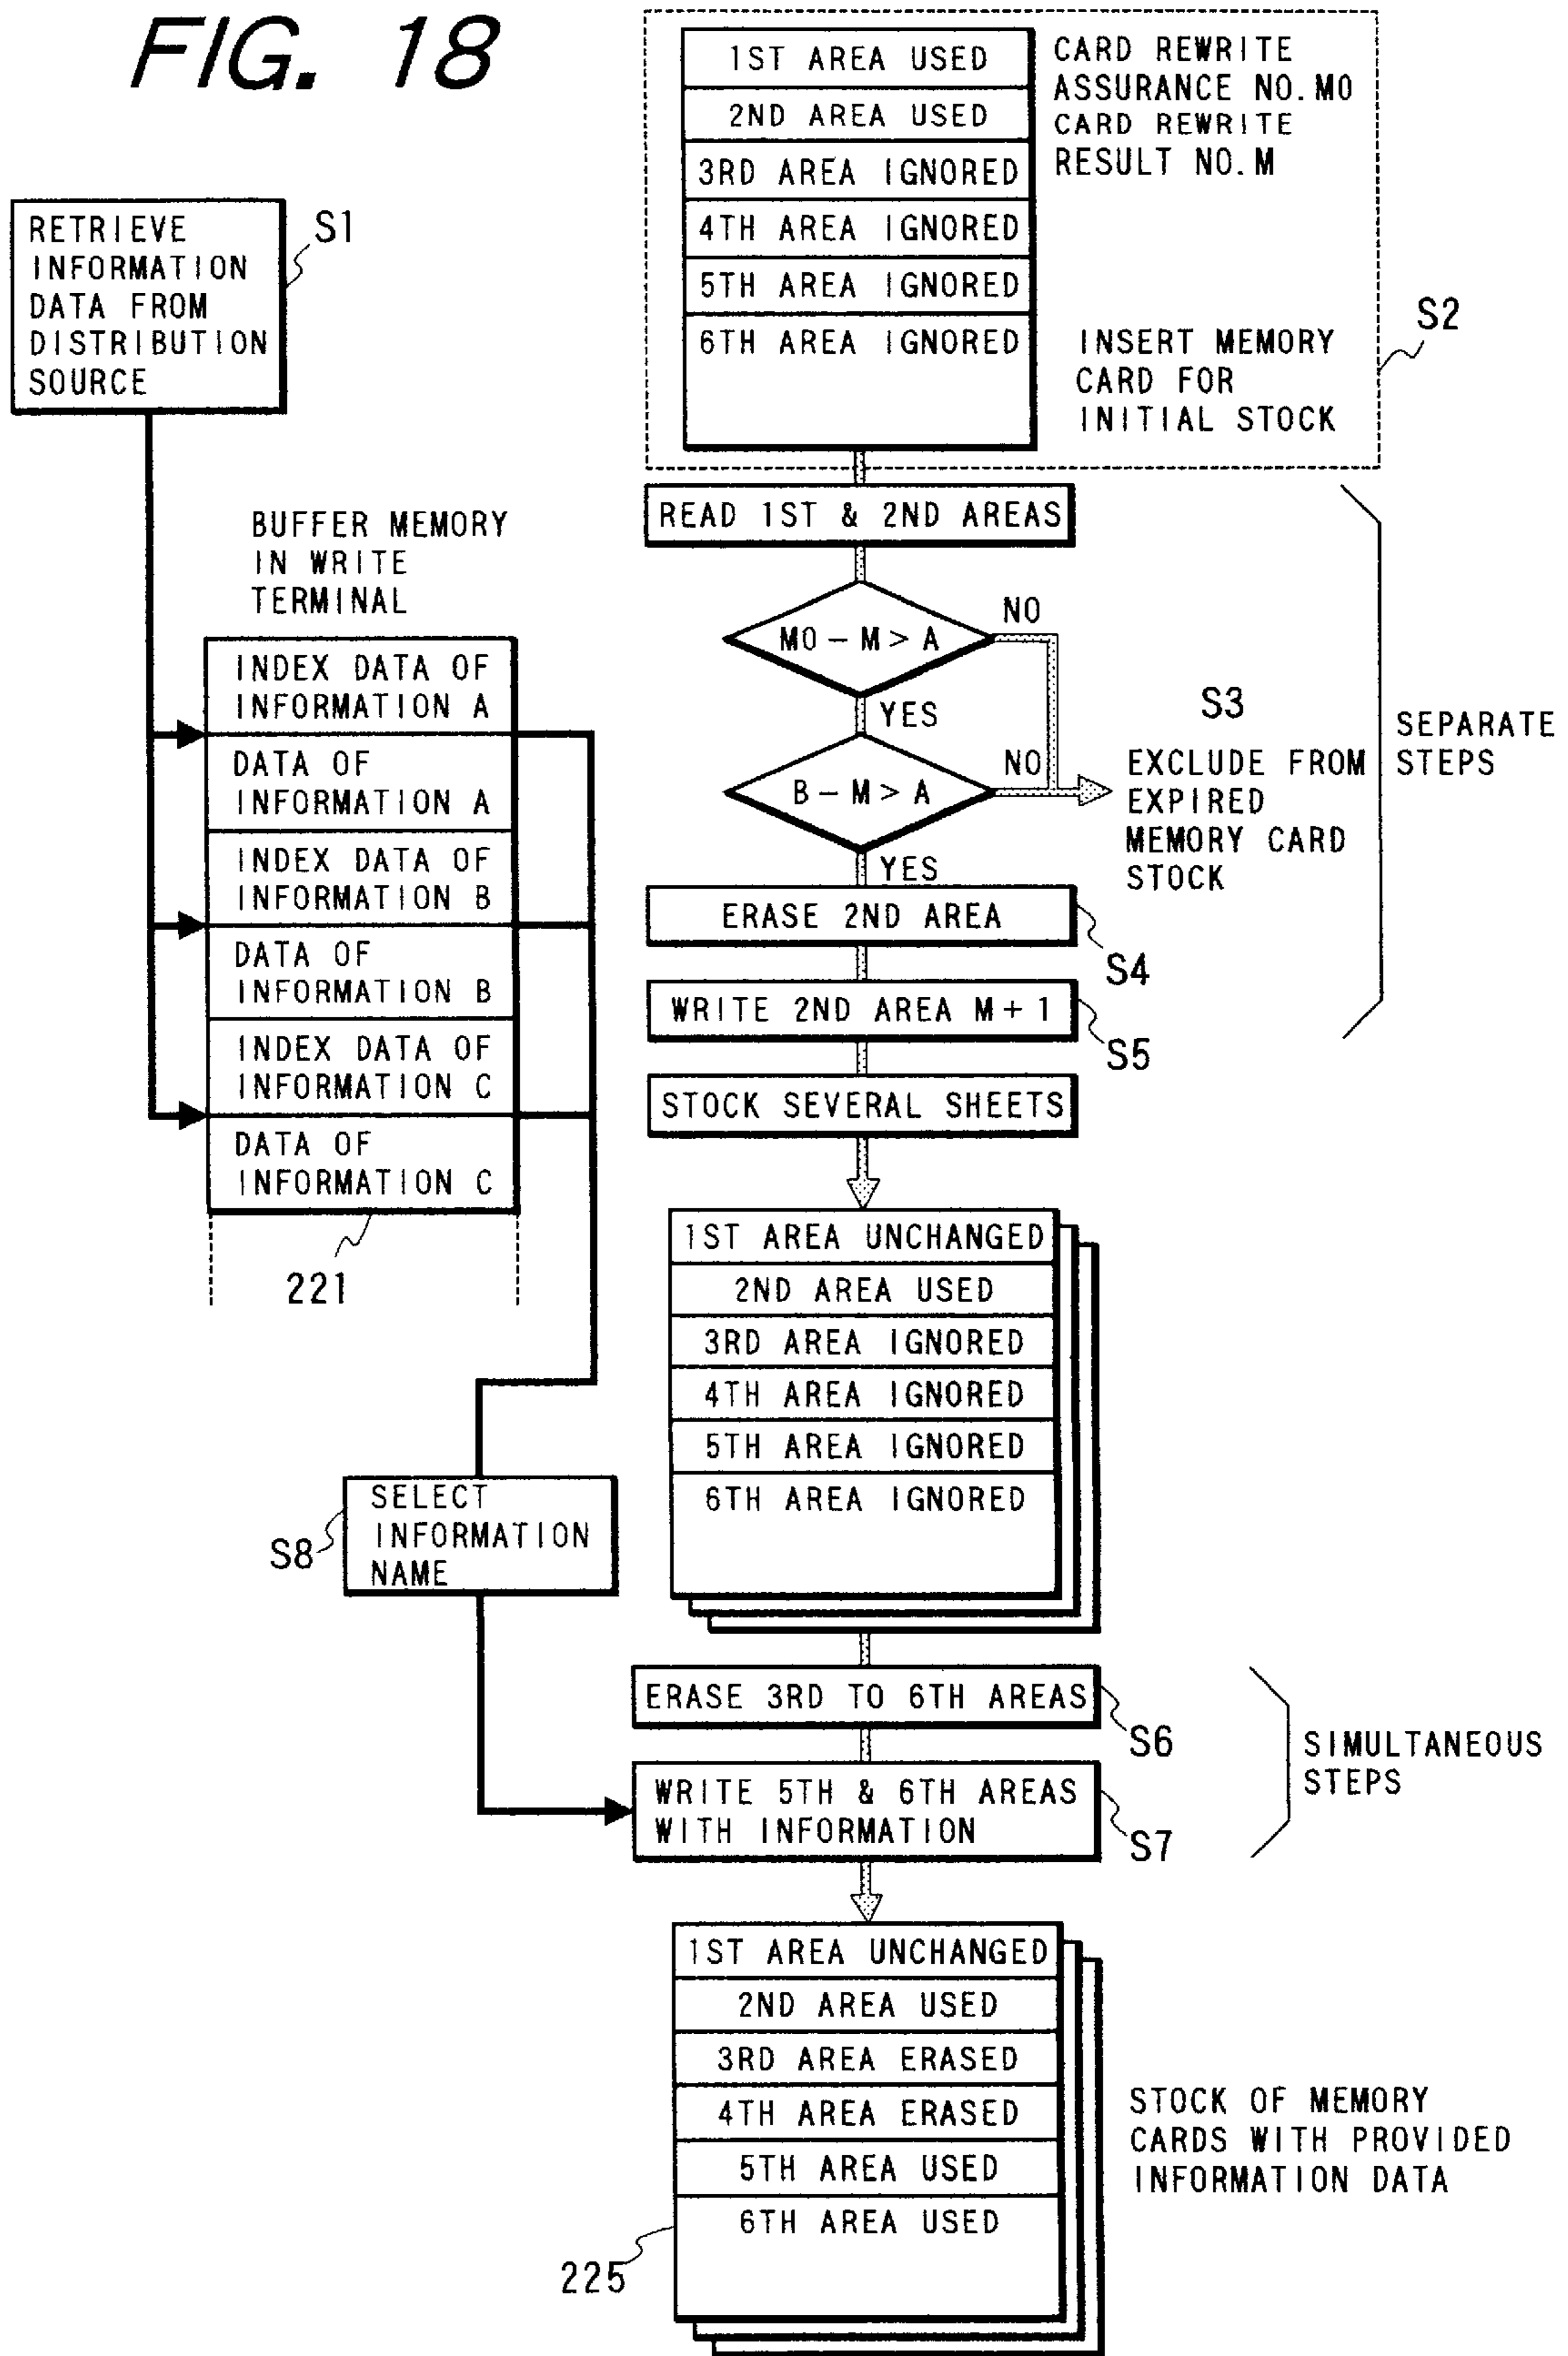 FIG. 18
1ST AREA USED
2ND AREA USED
3RD AREA IGNORED
4TH AREA IGNORED
5TH AREA IGNORED
6TH AREA IGNORED
CARD REWRITE
ASSURANCE NO. M0
CARD REWRITE
RESULT NO. M
INSERT MEMORY
CARD FOR
INITIAL STOCK
S2
RETRIEVE
INFORMATION
DATA FROM
DISTRIBUTION
SOURCE
S1
READ 1ST & 2ND AREAS
BUFFER MEMORY
IN WRITE
TERMINAL
INDEX DATA OF
INFORMATION A
DATA OF
INFORMATION A
INDEX DATA OF
INFORMATION B
DATA OF
INFORMATION B
INDEX DATA OF
INFORMATION C
DATA OF
INFORMATION C
221
M0 - M > A
NO
YES
B - M > A
NO
YES
S3
EXCLUDE FROM
EXPIRED
MEMORY CARD
STOCK
SEPARATE
STEPS
ERASE 2ND AREA
S4
WRITE 2ND AREA M + 1
S5
STOCK SEVERAL SHEETS
1ST AREA UNCHANGED
2ND AREA USED
3RD AREA IGNORED
4TH AREA IGNORED
5TH AREA IGNORED
6TH AREA IGNORED
SELECT
INFORMATION
NAME
S8
ERASE 3RD TO 6TH AREAS
S6
WRITE 5TH & 6TH AREAS
WITH INFORMATION
S7
SIMULTANEOUS
STEPS
1ST AREA UNCHANGED
2ND AREA USED
3RD AREA ERASED
4TH AREA ERASED
5TH AREA USED
6TH AREA USED
225
STOCK OF MEMORY
CARDS WITH PROVIDED
INFORMATION DATA